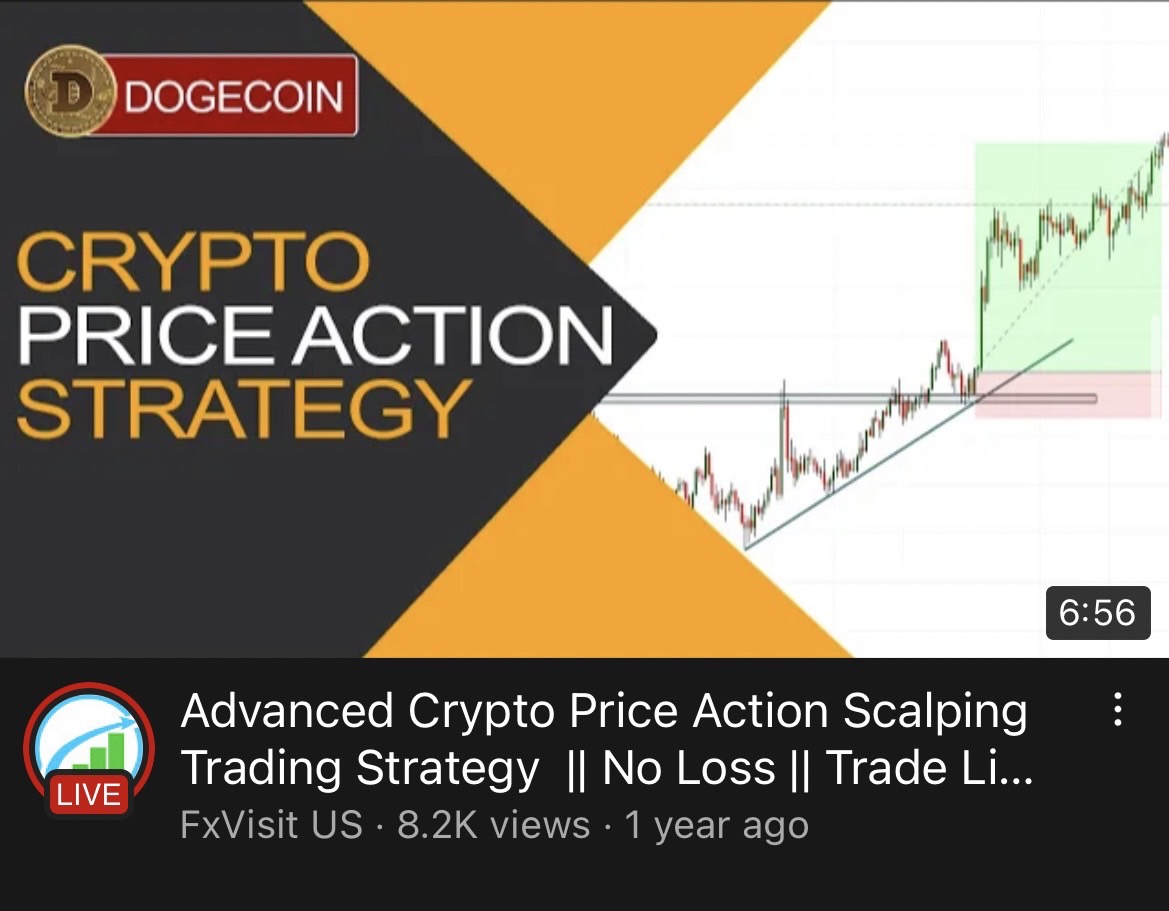 DOGECOIN
CRYPTO
PRICE ACTION
STRATEGY
6:56
Advanced Crypto Price Action Scalping
Trading Strategy || No Loss || Trade Li...
LIVE
FxVisit US · 8.2K views · 1 year ago